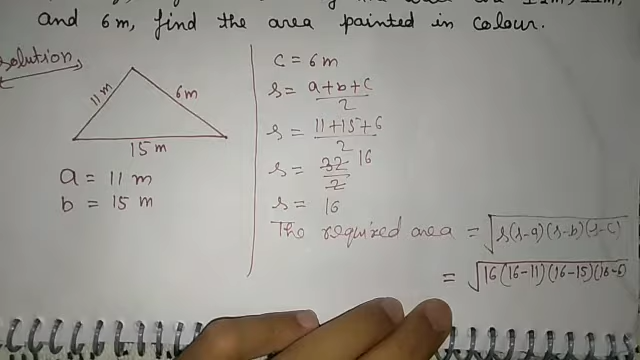 and 6 m, find the area painted in colour.
solution
11 m
6 m
15 m
a = 11 m
b = 15 m
c = 6 m
s = a+b+c / 2
s = 11+15+6 / 2
s = 32 / 2 16
s = 16
The required area = √s(s-a)(s-b)(s-c)
= √16(16-11)(16-15)(16-6)